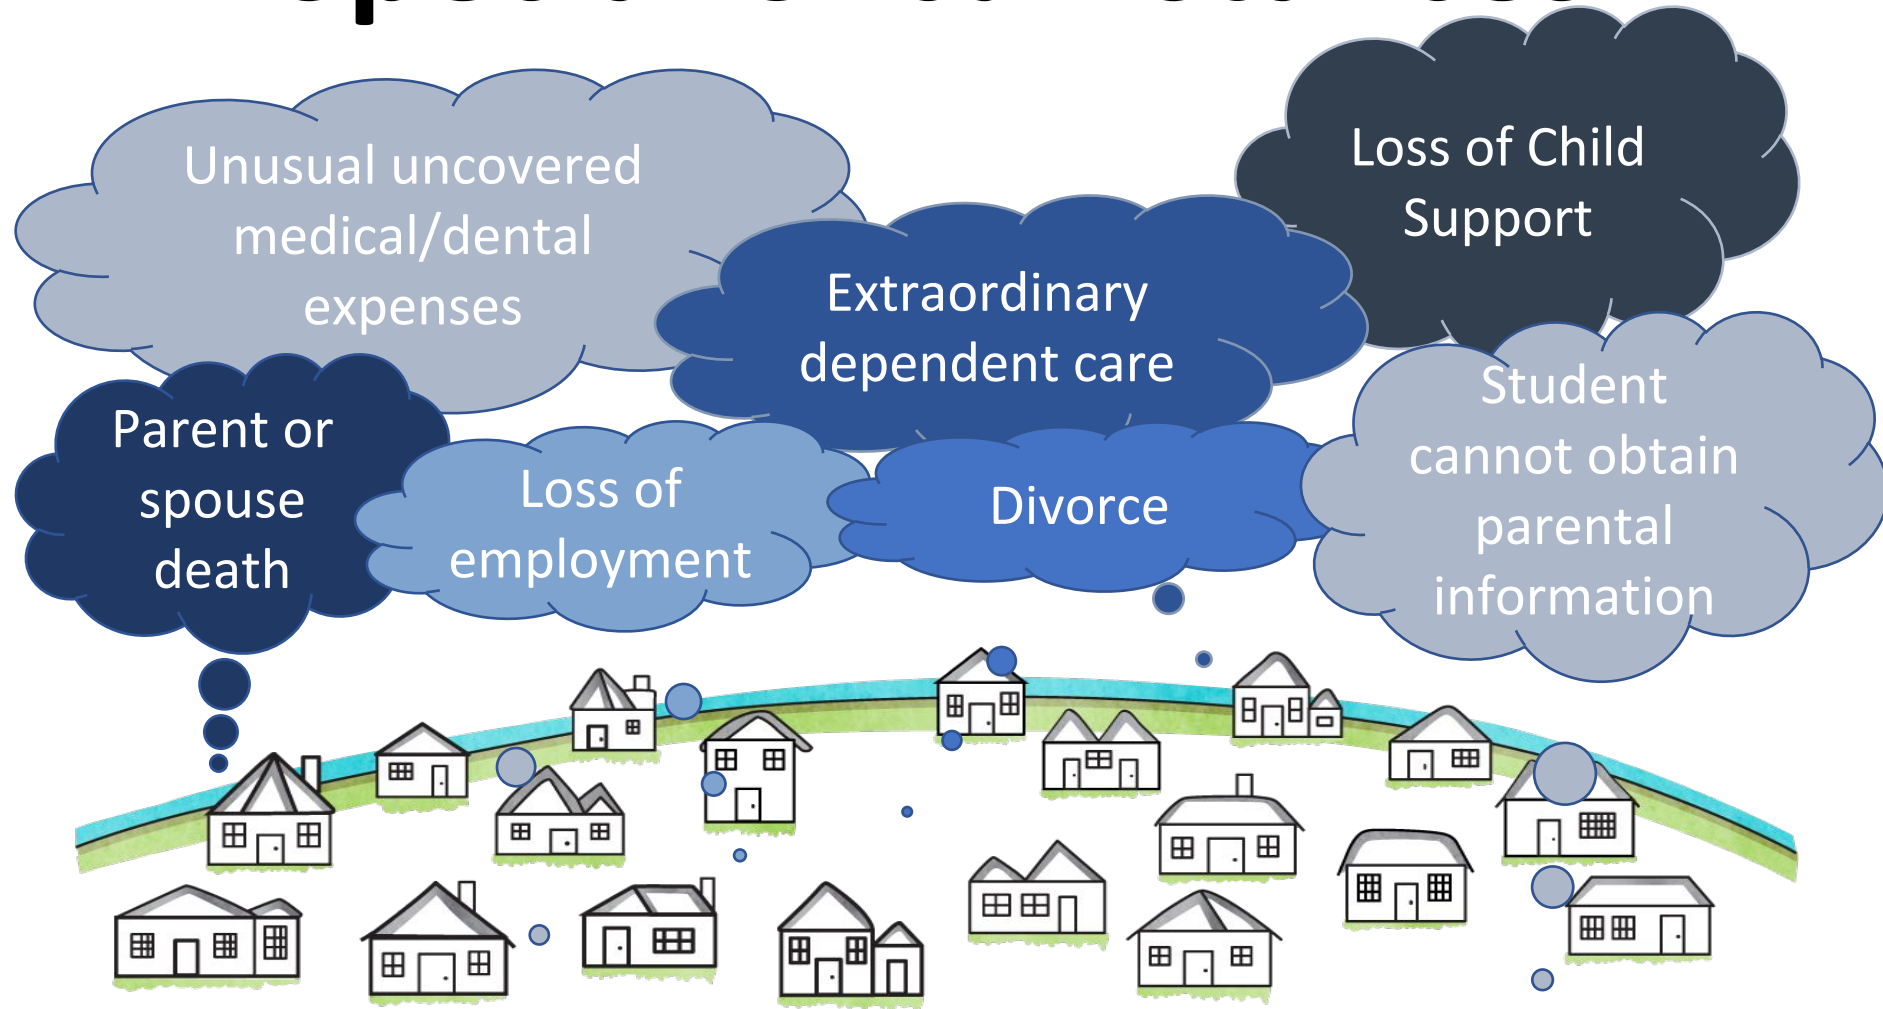 Unusual uncovered
medical/dental
expenses
Loss of Child
Support
Extraordinary
dependent care
Parent or
spouse
death
Loss of
employment
Divorce
Student
cannot obtain
parental
information